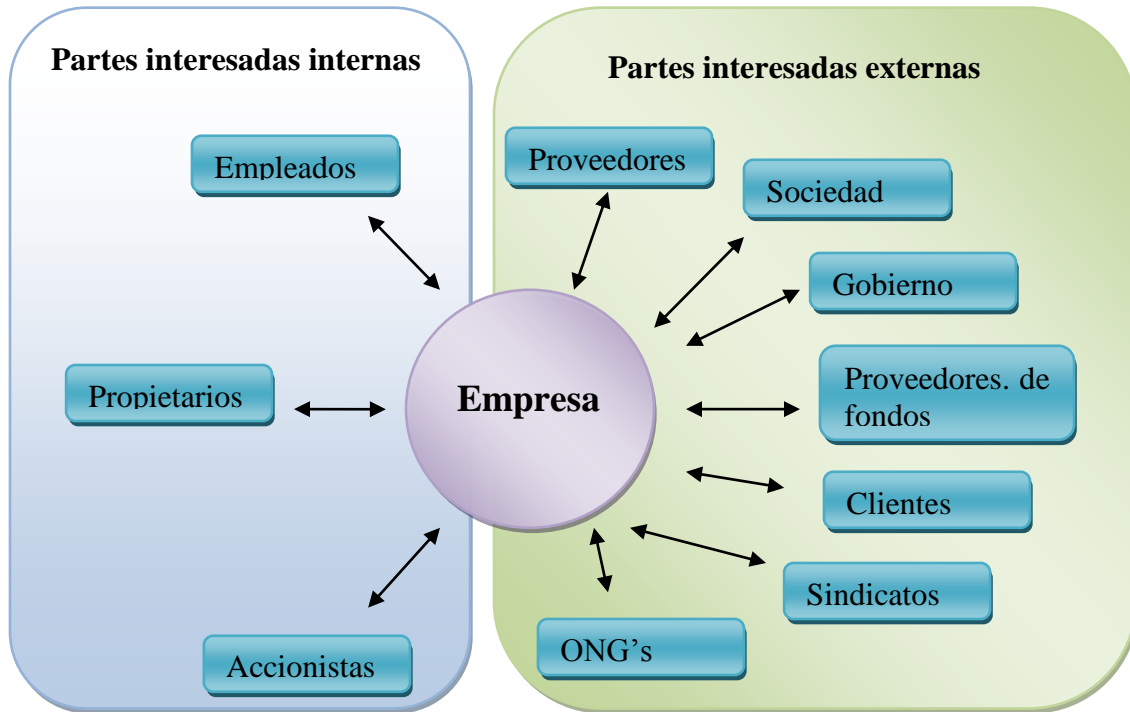 Partes interesadas internas
Partes interesadas externas
Empleados
Proveedores
Sociedad
Gobierno
Propietarios
Empresa
Proveedores. de
fondos
Clientes
Sindicatos
Accionistas
ONG’s